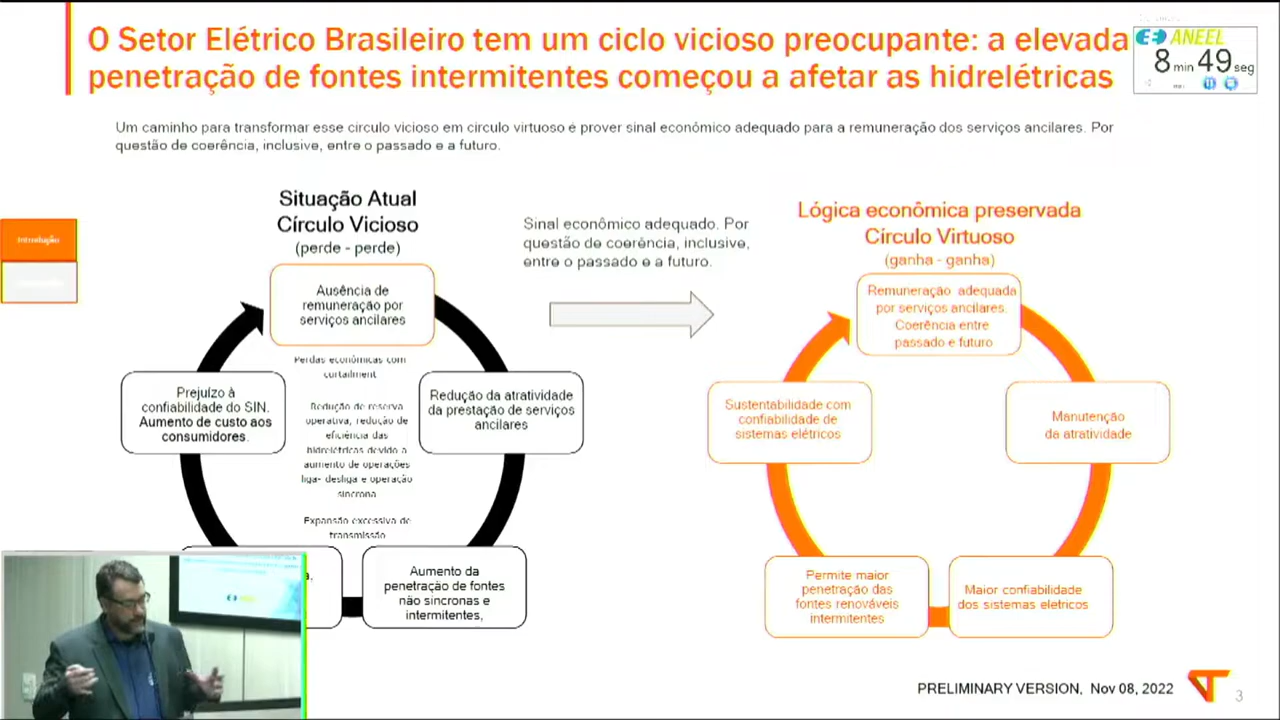 O Setor Elétrico Brasileiro tem um ciclo vicioso preocupante: a elevada
penetração de fontes intermitentes começou a afetar as hidrelétricas
ANEEL
8 min 49 seg
Um caminho para transformar esse circulo vicioso em circulo virtuoso e prover sinal económico adequado para a remuneração dos serviços ancilares. Por
questão de coerência, inclusive, entre o passado e a futuro.
Introdução
Situação Atual
Círculo Vicioso
(perde - perde)
Ausência de
remuneração por
serviços ancilares
Perdas econômicas com
curtailment
Redução de reserva
operativa, redução de
eficiência das
hidrelétricas devido a
aumento de operações
liga- desliga e operação
síncrona
Expansão excessiva de
transmissão
Prejuízo à
confiabilidade do SIN.
Aumento de custo aos
consumidores.
Redução da atratividade
da prestação de serviços
ancilares
Aumento da
penetração de fontes
não sincronas e
intermitentes,
Sinal econômico adequado. Por
questão de coerência, inclusive,
entre o passado e a futuro.
Lógica econômica preservada
Círculo Virtuoso
(ganha - ganha)
Remuneração adequada
por serviços ancilares
Coerência entre
passado e futuro
Sustentabilidade com
confiabilidade de
sistemas elétricos
Manutenção
da atratividade
Permite maior
penetração das
fontes renováveis
intermitentes
Maior confiabilidade
dos sistemas eletricos
PRELIMINARY VERSION, Nov 08, 2022
3